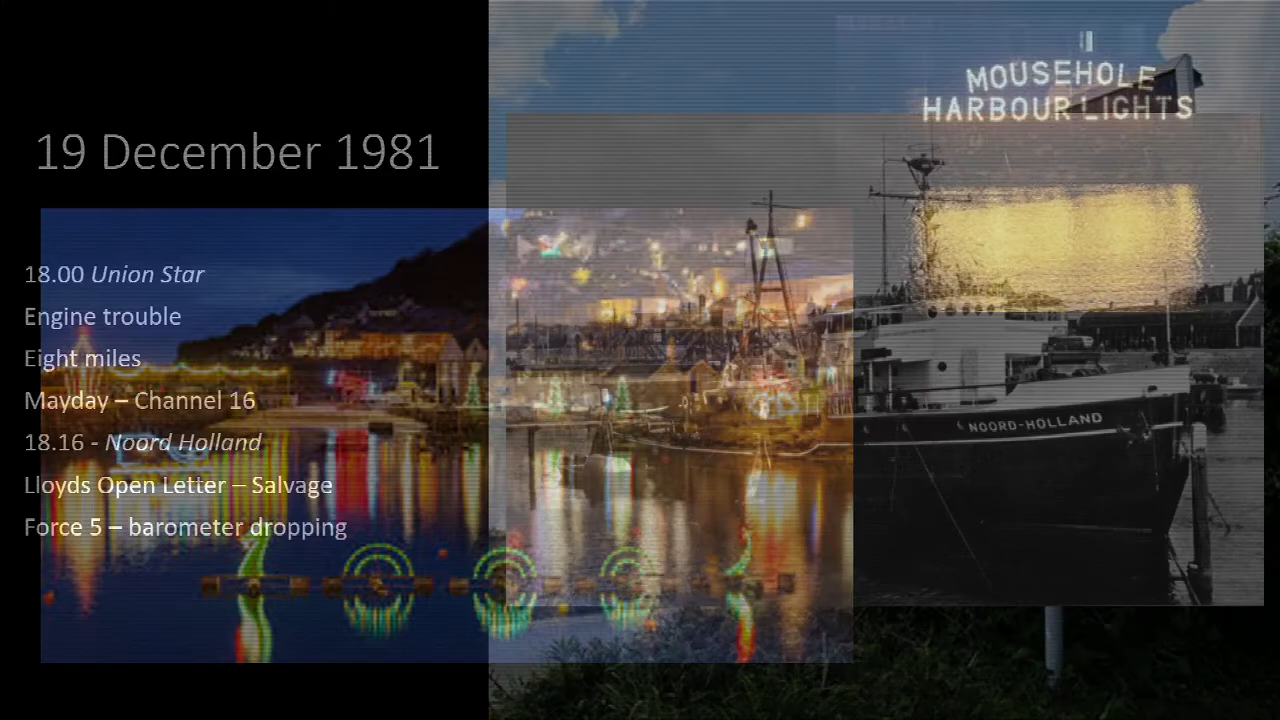 MOUSEHOLE
HARBOUR LIGHTS
19 December 1981
18.00 Union Star
Engine trouble
Eight miles
Mayday – Channel 16
18.16 - Noord Holland
Lloyds Open Letter – Salvage
Force 5 – barometer dropping
NOORD-HOLLAND